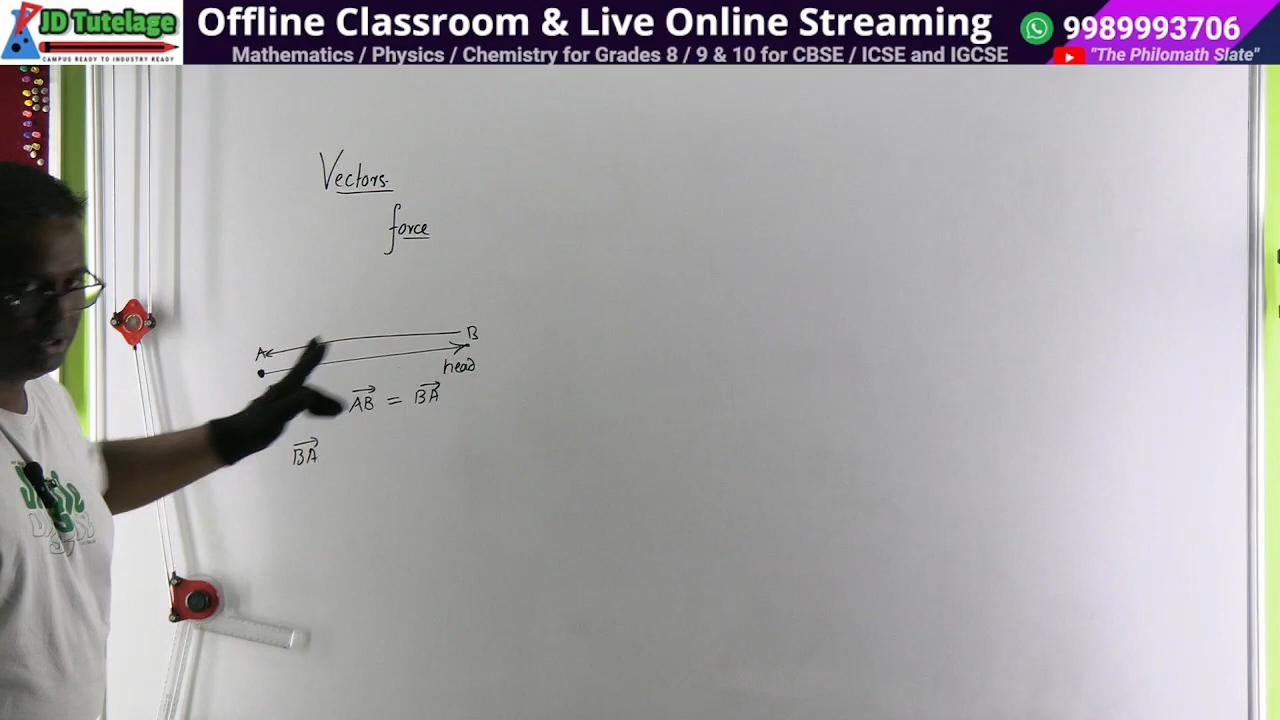 JD Tutelage
CAMPUS READY TO INDUSTRY READY
Offline Classroom & Live Online Streaming
Mathematics / Physics / Chemistry for Grades 8 / 9 & 10 for CBSE / ICSE and IGCSE
9989993706
"The Philomath Slate"
Vectors
force
A B
head
AB⃗ = BA⃗
BA⃗